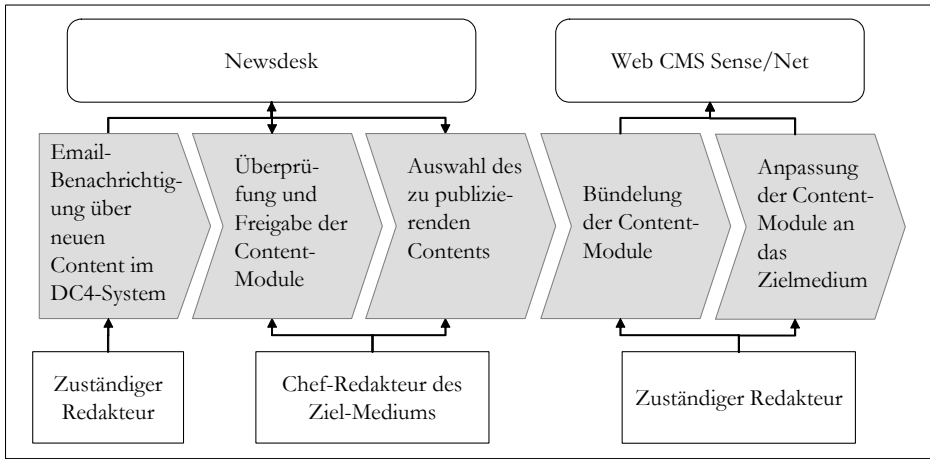 Newsdesk
Web CMS Sense/Net
Email-
Benachrichtig-
ung über
neuen
Content im
DC4-System
Überprü-
fung und
Freigabe der
Content-
Module
Auswahl des
zu publizie-
renden
Contents
Bündelung
der Content-
Module
Anpassung
der Content-
Module an
das
Zielmedium
Zuständiger
Redakteur
Chef-Redakteur des
Ziel-Mediums
Zuständiger Redakteur